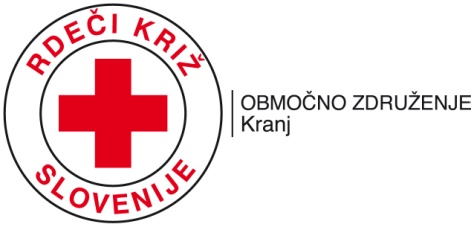 RDEČI KRIŽ
SLOVENIJE
OBMOČNO ZDRUŽENJE
Kranj